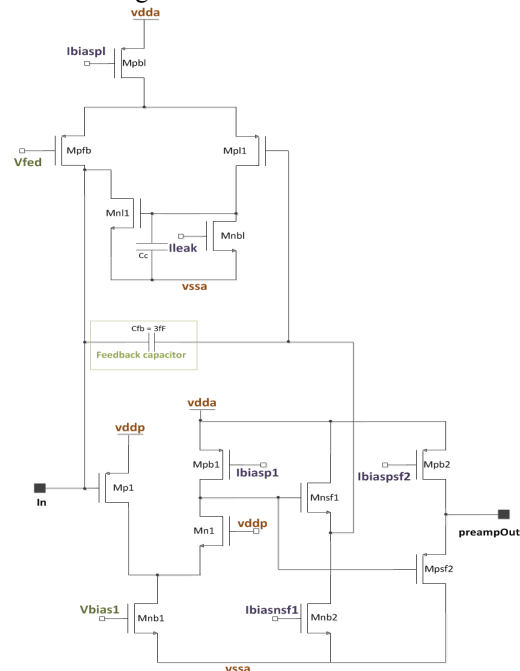 vdda
Ibiaspl
Mpbl
Mpfb
Mpl1
Vfed
Mnl1
Mnbl
Ileak
Cc
vssa
Cfb = 3fF
Feedback capacitor
vdda
vddp
Mpb1
Ibiasp1
Ibiaspsf2
Mpb2
Mp1
Mnsf1
In
Mn1
vddp
preampOut
Mpsf2
Vbias1
Mnb1
Ibiasnsf1
Mnb2
vssa